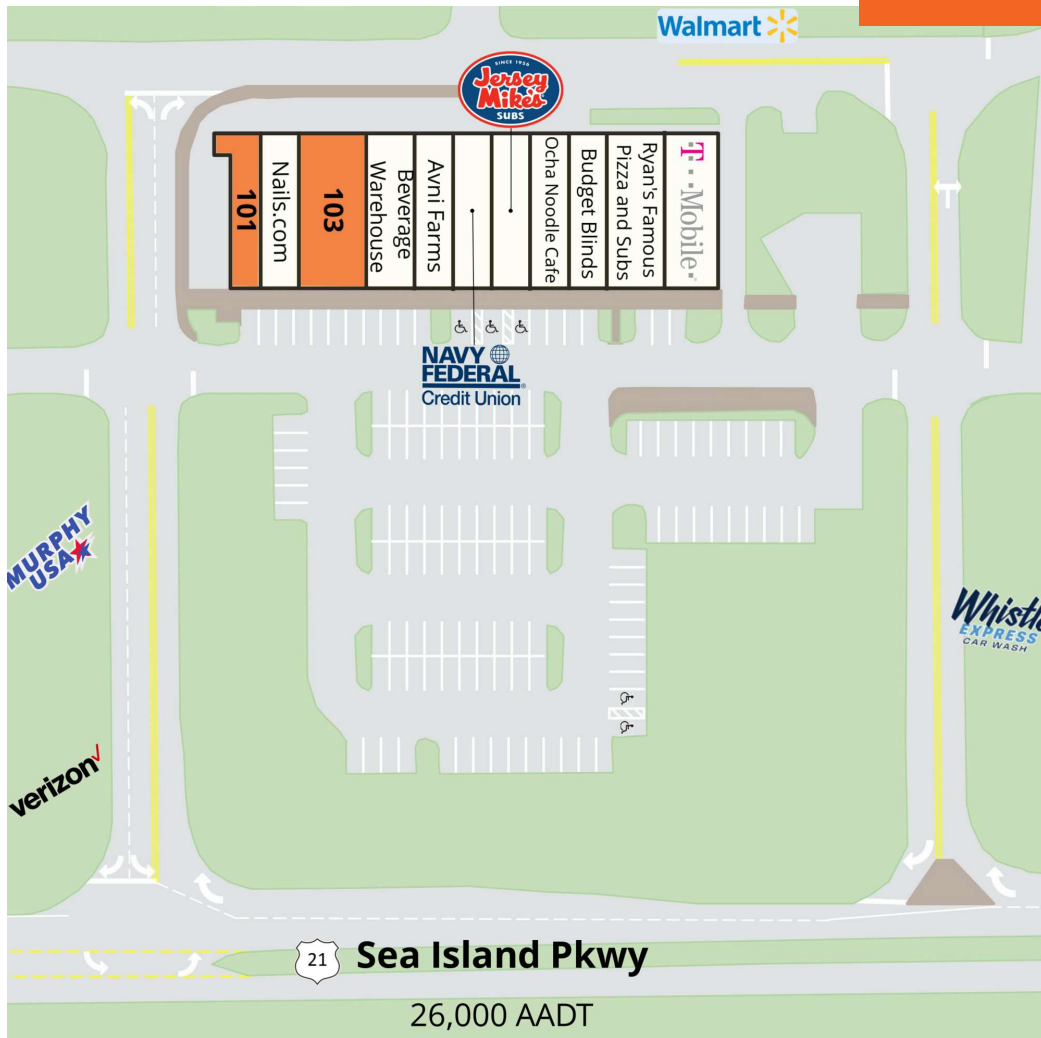 Walmart
SINCE 1956
Jersey
Mike's
SUBS
101
Nails.com
103
Beverage
Warehouse
Avni Farms
Ocha Noodle Cafe
Budget Blinds
Ryan's Famous
Pizza and Subs
T Mobile
NAVY
FEDERAL
Credit Union
MURPHY
USA
Whistle
EXPRESS
CAR WASH
verizon
21 Sea Island Pkwy
26,000 AADT